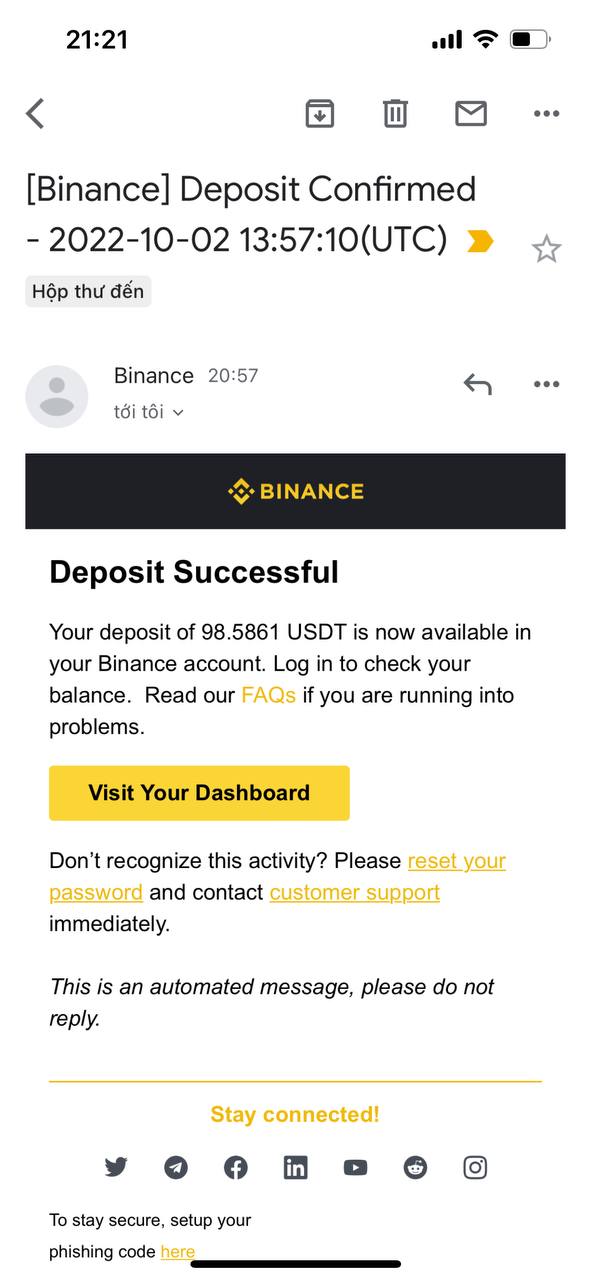 21:21
[Binance] Deposit Confirmed
- 2022-10-02 13:57:10(UTC)
Hộp thư đến
Binance 20:57
tới tôi
BINANCE
Deposit Successful
Your deposit of 98.5861 USDT is now available in
your Binance account. Log in to check your
balance.  Read our FAQs if you are running into
problems.
Visit Your Dashboard
Don’t recognize this activity? Please reset your
password and contact customer support
immediately.
This is an automated message, please do not
reply.
Stay connected!
To stay secure, setup your
phishing code here